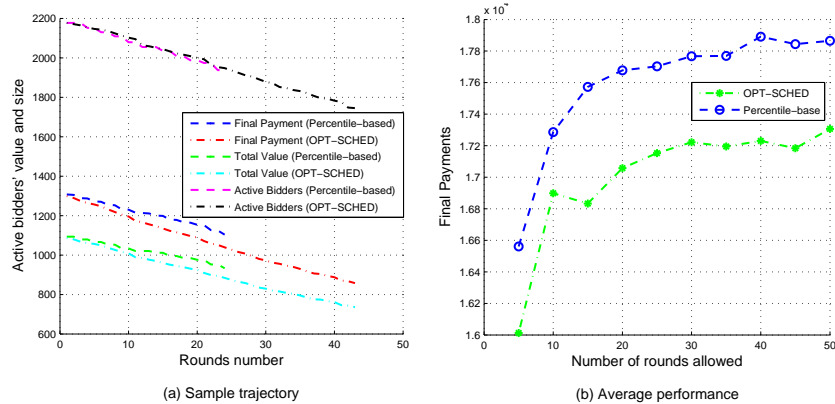 2200
2000
1800
1600
1400
1200
1000
800
600
0
10
20
30
40
50
Active bidders' value and size
Rounds number
Final Payment (Percentile−based)
Final Payment (OPT−SCHED)
Total Value (Percentile−based)
Total Value (OPT−SCHED)
Active Bidders (Percentile−based)
Active Bidders (OPT−SCHED)
(a) Sample trajectory
1.8
1.78
1.76
1.74
1.72
1.7
1.68
1.66
1.64
1.62
1.6
0
10
20
30
40
50
Final Payments
Number of rounds allowed
OPT−SCHED
Percentile−base
(b) Average performance